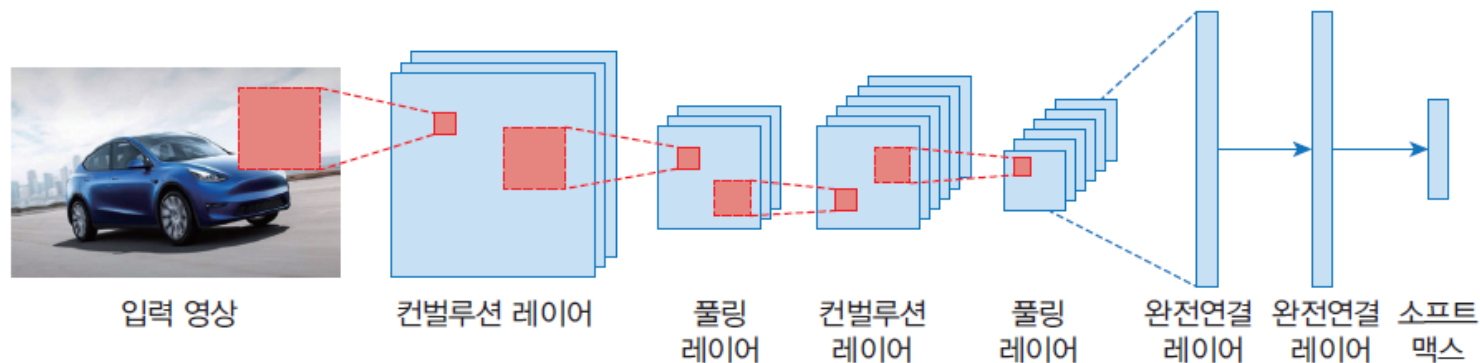 입력 영상
컨벌루션 레이어
풀링
레이어
컨벌루션
레이어
풀링
레이어
완전연결
레이어
완전연결
레이어
소프트
맥스